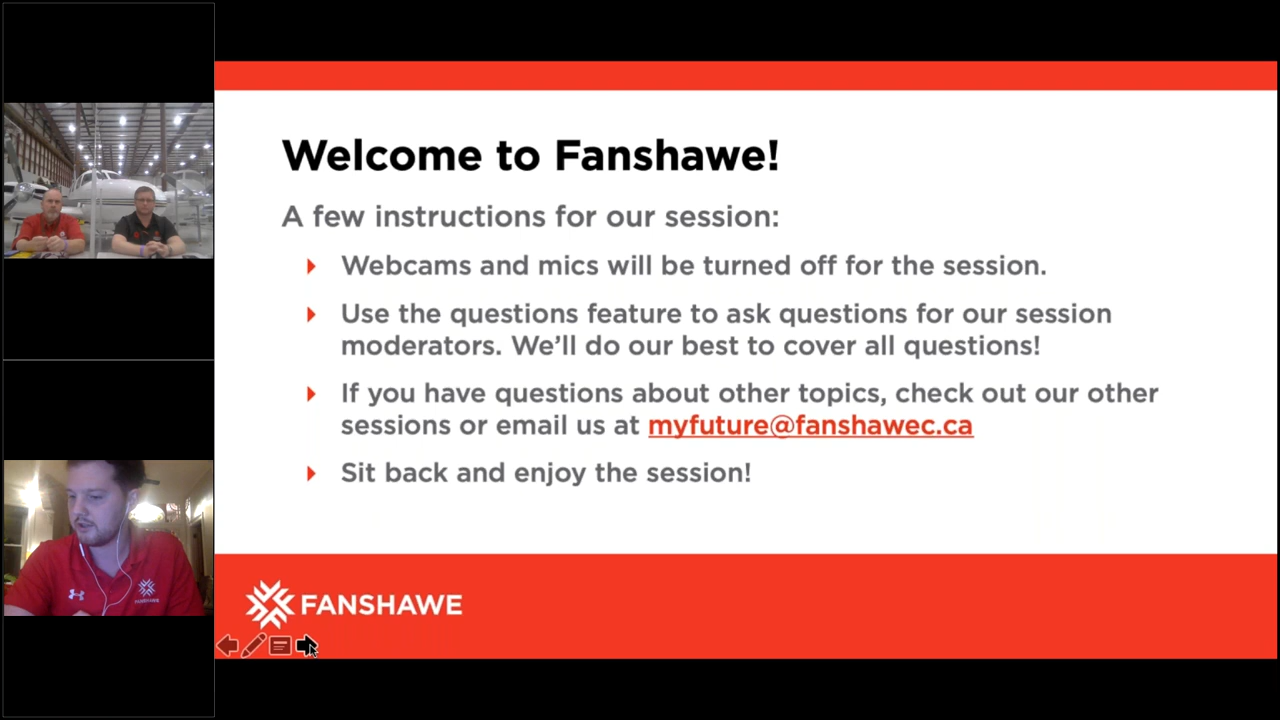 Welcome to Fanshawe!
A few instructions for our session:
Webcams and mics will be turned off for the session.
Use the questions feature to ask questions for our session
moderators. We'll do our best to cover all questions!
If you have questions about other topics, check out our other
sessions or email us at myfuture@fanshawec.ca
Sit back and enjoy the session!
FANSHAWE
FANSHAWE